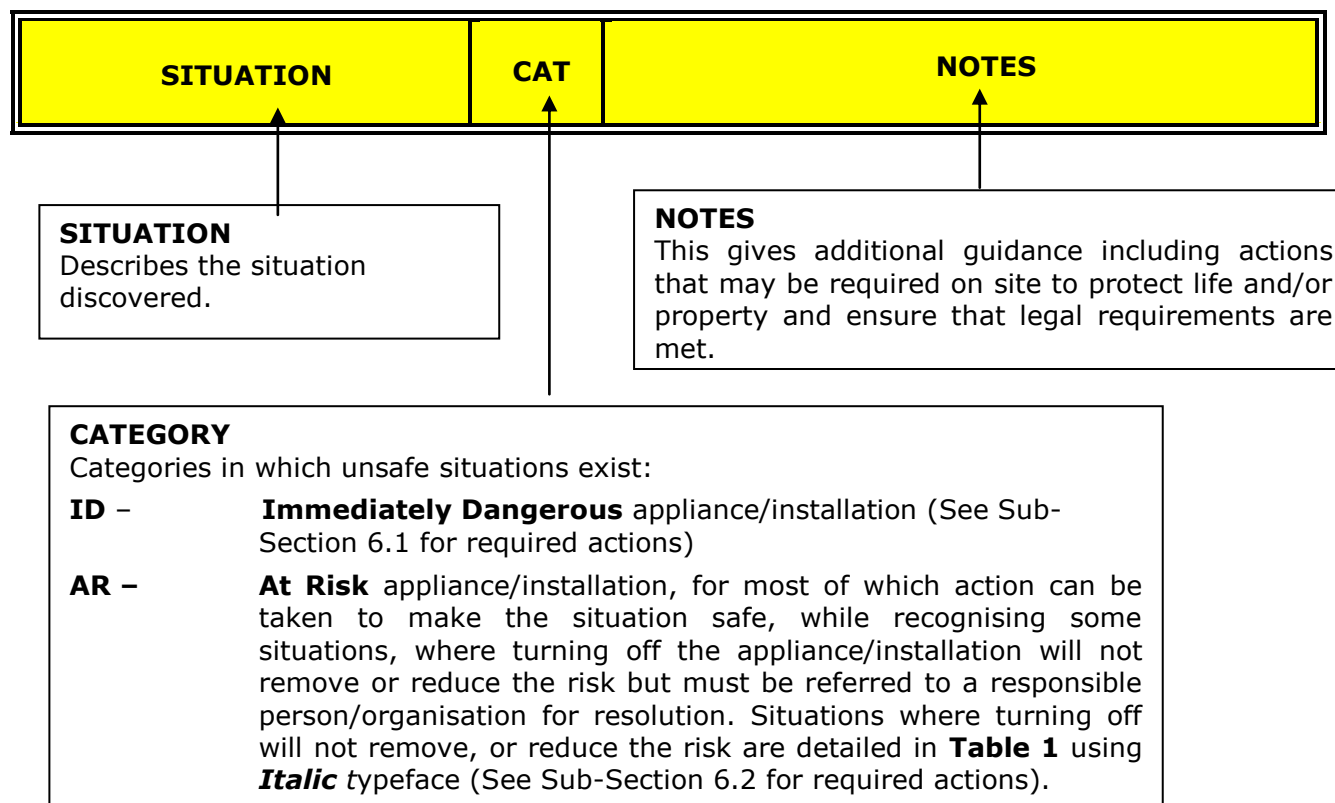 SITUATION CAT NOTES
SITUATION
Describes the situation
discovered.
NOTES
This gives additional guidance including actions
that may be required on site to protect life and/or
property and ensure that legal requirements are
met.
CATEGORY
Categories in which unsafe situations exist:
ID – Immediately Dangerous appliance/installation (See Sub-
Section 6.1 for required actions)
AR – At Risk appliance/installation, for most of which action can be
taken to make the situation safe, while recognising some
situations, where turning off the appliance/installation will not
remove or reduce the risk but must be referred to a responsible
person/organisation for resolution. Situations where turning off
will not remove, or reduce the risk are detailed in Table 1 using
Italic typeface (See Sub-Section 6.2 for required actions).